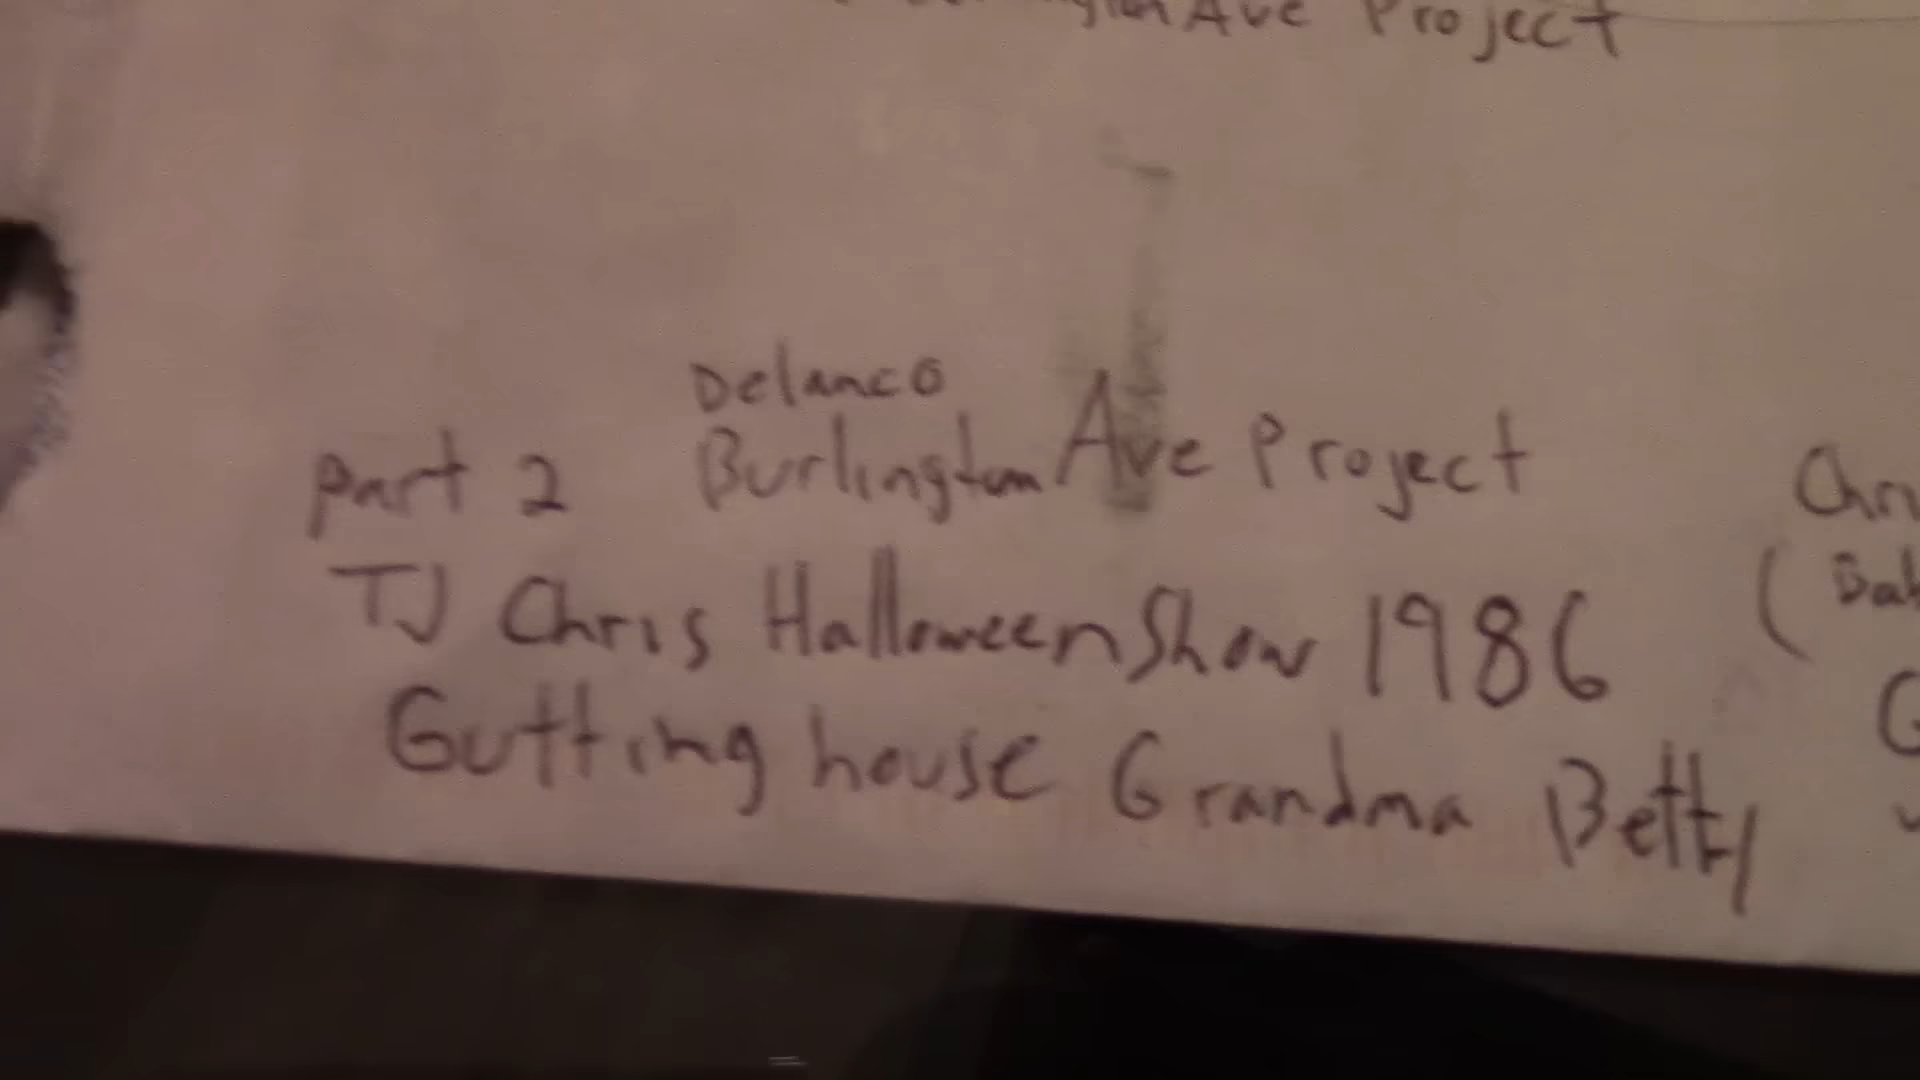 Ave Project
Delanco
part 2 Burlington Ave Project
TJ Chris Halloween Show 1986
Gutting house Grandma Betty